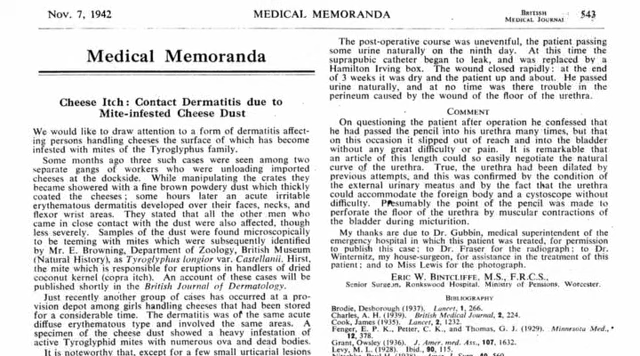 Nov. 7, 1942
MEDICAL MEMORANDA
BRITISH
MEDICAL JOURNAL
543
Medical Memoranda
Cheese Itch: Contact Dermatitis due to
Mite-infested Cheese Dust
We would like to draw attention to a form of dermatitis affect-
ing persons handling cheeses the surface of which has become
infested with mites of the Tyroglyphus family.
Some months ago three such cases were seen among two
separate gangs of workers who were unloading imported
cheeses at the dockside. While manipulating the crates they
became showered with a fine brown powdery dust which thickly
coated the cheeses; some hours later an acute irritable
erythematous dermatitis developed over their faces, necks, and
flexor wrist areas. They stated that all the other men who
came in close contact with the dust were also affected, though
less severely. Samples of the dust were found microscopically
to be teeming with mites which were subsequently identified
by Mr. E. Browning, Department of Zoology, British Museum
(Natural History), as Tyroglyphus longior var. Castellanii, Hirst,
the mite which is responsible for eruptions in handlers of dried
coconut kernel (copra itch). An account of these cases will be
published shortly in the British Journal of Dermatology.
Just recently another group of cases has occurred at a pro-
vision depot among girls handling cheeses that had been stored
for a considerable time. The dermatitis was of the same acute
diffuse erythematous type and involved the same areas. A
specimen of the cheese dust showed a heavy infestation of
active Tyroglyphid mites with numerous ova and dead bodies.
It is noteworthy that, except for a few small urticarial lesions
The post-operative course was uneventful, the patient passing
some urine naturally on the ninth day. At this time the
suprapubic catheter began to leak, and was replaced by a
Hamilton Irving box. The wound closed rapidly; at the end
of 3 weeks it was dry and the patient up and about. He passed
urine naturally, and at no time was there trouble in the
perineum caused by the wound of the floor of the urethra.
COMMENT
On questioning the patient after operation he confessed that
he had passed the pencil into his urethra many times, but that
on this occasion it slipped out of reach and into the bladder
without any great difficulty or pain. It is remarkable that
an article of this length could so easily negotiate the natural
curve of the urethra. True, the urethra had been dilated by
previous attempts, and this was confirmed by the condition of
the external urinary meatus and by the fact that the urethra
could accommodate the foreign body and a cystoscope without
difficulty. Presumably the point of the pencil was made to
perforate the floor of the urethra by muscular contractions of
the bladder during micturition.
My thanks are due to Dr. Gubbin, medical superintendent of the
emergency hospital in which this patient was treated, for permission
to publish this case; to Dr. Fraser for the radiograph; to Dr.
Winternitz, my house-surgeon, for assistance in the treatment of this
patient; and to Miss Lewis for the photograph.
ERIC W. BINTCLIFFE, M.S., F.R.C.S.,
Senior Surgeon, Ronkswood Hospital, Ministry of Pensions, Worcester.
BIBLIOGRAPHY
Brodie, Desborough (1937). Lancet, 1, 266.
Charles, A. H. (1939). British Medical Journal, 2, 224.
Cook, James (1935). Lancet, 2, 1232.
Fenger, E. P. K., Petter, C. K., and Thomas, G. J. (1929). Minnesota Med.,
12, 378.
Grant, Owsley (1936). J. Amer. med. Ass., 107, 1632.
Levy, M. (1928). Ibid., 90, 115.